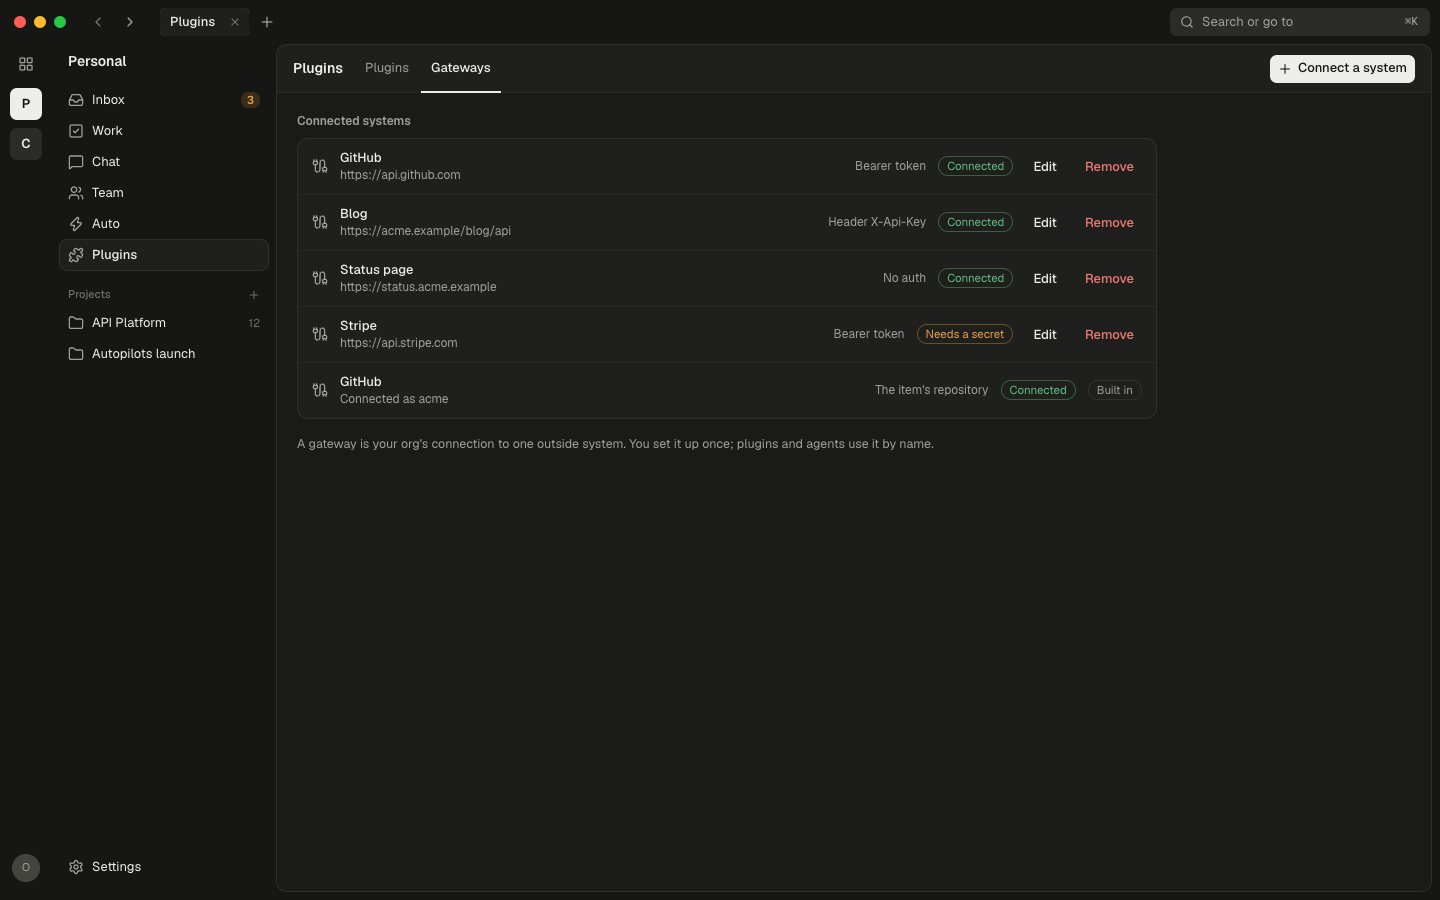 Plugins
Search or go to
⌘K
Personal
P
C
Inbox
3
Work
Chat
Team
Auto
Plugins
Projects
API Platform
12
Autopilots launch
O
Settings
Plugins
Plugins
Gateways
Connect a system
Connected systems
GitHub
https://api.github.com
Bearer token
Connected
Edit
Remove
Blog
https://acme.example/blog/api
Header X-Api-Key
Connected
Edit
Remove
Status page
https://status.acme.example
No auth
Connected
Edit
Remove
Stripe
https://api.stripe.com
Bearer token
Needs a secret
Edit
Remove
GitHub
Connected as acme
The item's repository
Connected
Built in
A gateway is your org's connection to one outside system. You set it up once; plugins and agents use it by name.